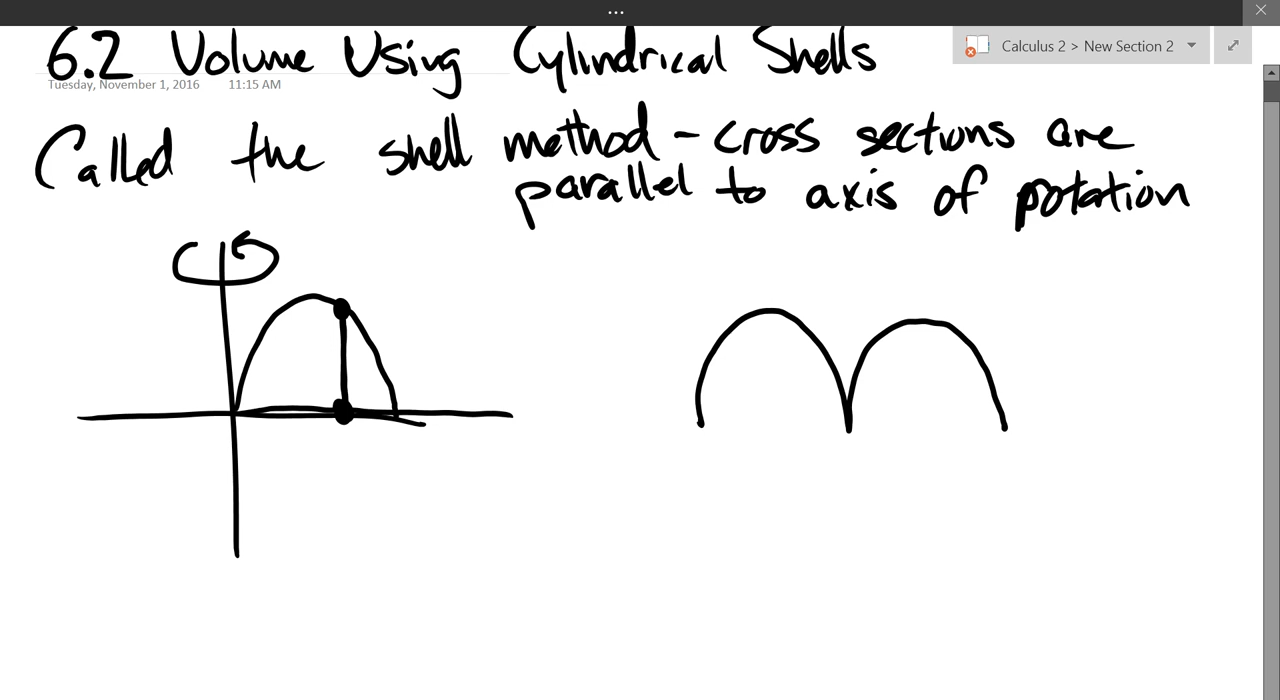 6.2 Volume Using Cylindrical Shells
Calculus 2 > New Section 2
Tuesday, November 1, 2016 11:15 AM
Called the shell method - cross sections are
parallel to axis of rotation